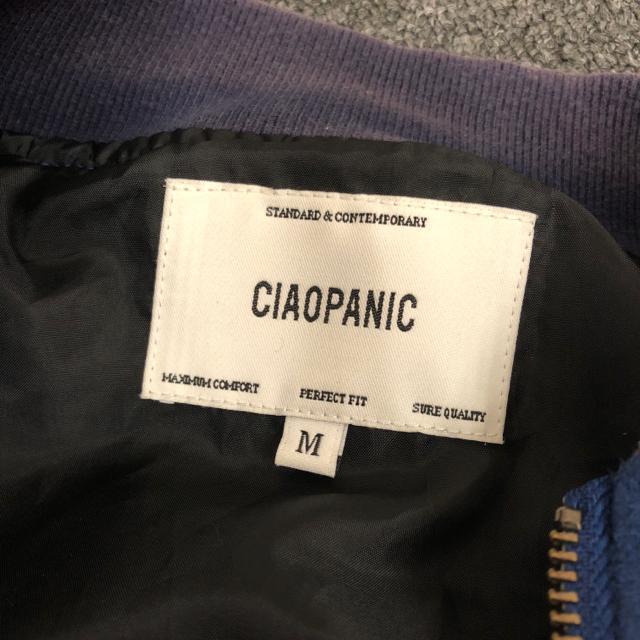 STANDARD & CONTEMPORARY
CIAOPANIC
MAXIMUM COMFORT
PERFECT FIT
SURE QUALITY
M